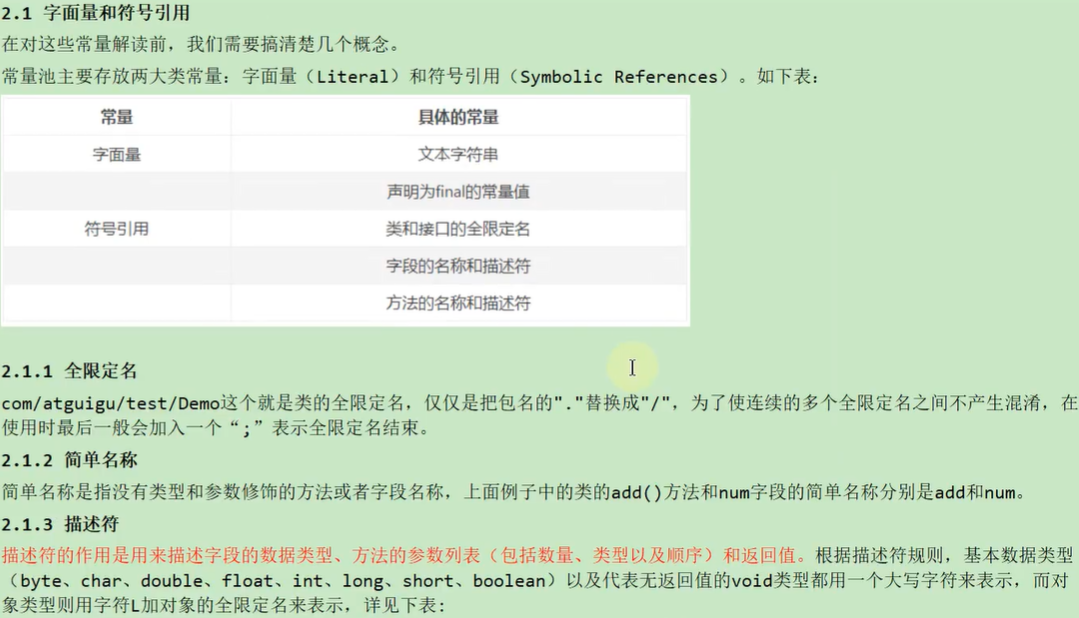 2.1 字面量和符号引用
在对这些常量解读前，我们需要搞清楚几个概念。
常量池主要存放两大类常量：字面量（Literal）和符号引用（Symbolic References）。如下表：
常量 具体的常量
字面量 文本字符串
声明为final的常量值
符号引用 类和接口的全限定名
字段的名称和描述符
方法的名称和描述符
2.1.1 全限定名
com/atguigu/test/Demo这个就是类的全限定名，仅仅是把包名的"."替换成"/"，为了使连续的多个全限定名之间不产生混淆，在
使用时最后一般会加入一个“;”表示全限定名结束。
2.1.2 简单名称
简单名称是指没有类型和参数修饰的方法或者字段名称，上面例子中的类的add()方法和num字段的简单名称分别是add和num。
2.1.3 描述符
描述符的作用是用来描述字段的数据类型、方法的参数列表（包括数量、类型以及顺序）和返回值。根据描述符规则，基本数据类型
（byte、char、double、float、int、long、short、boolean）以及代表无返回值的void类型都用一个大写字符来表示，而对
象类型则用字符L加对象的全限定名来表示，详见下表：